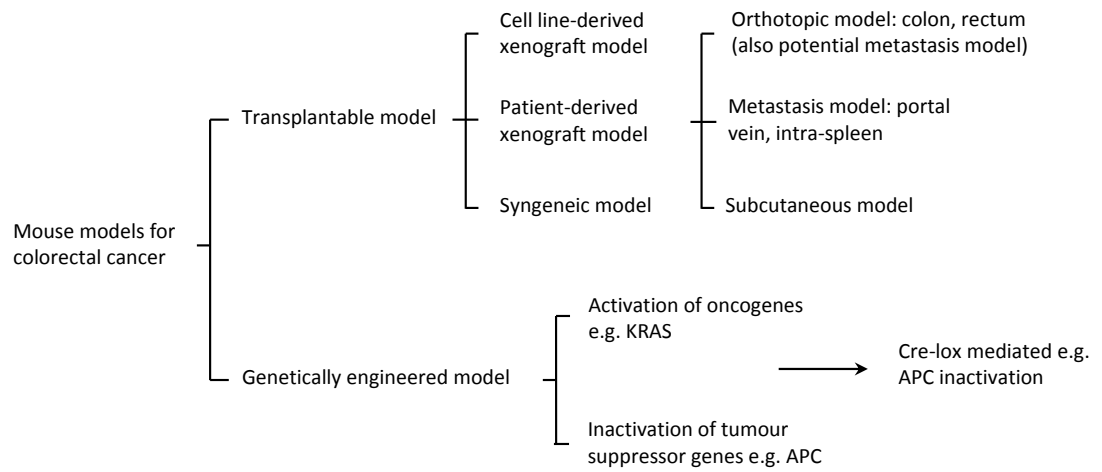 Cell line-derived
xenograft model
Orthotopic model: colon, rectum
(also potential metastasis model)
Transplantable model
Patient-derived
xenograft model
Metastasis model: portal
vein, intra-spleen
Syngeneic model
Subcutaneous model
Mouse models for
colorectal cancer
Activation of oncogenes
e.g. KRAS
Genetically engineered model
Cre-lox mediated e.g.
APC inactivation
Inactivation of tumour
suppressor genes e.g. APC